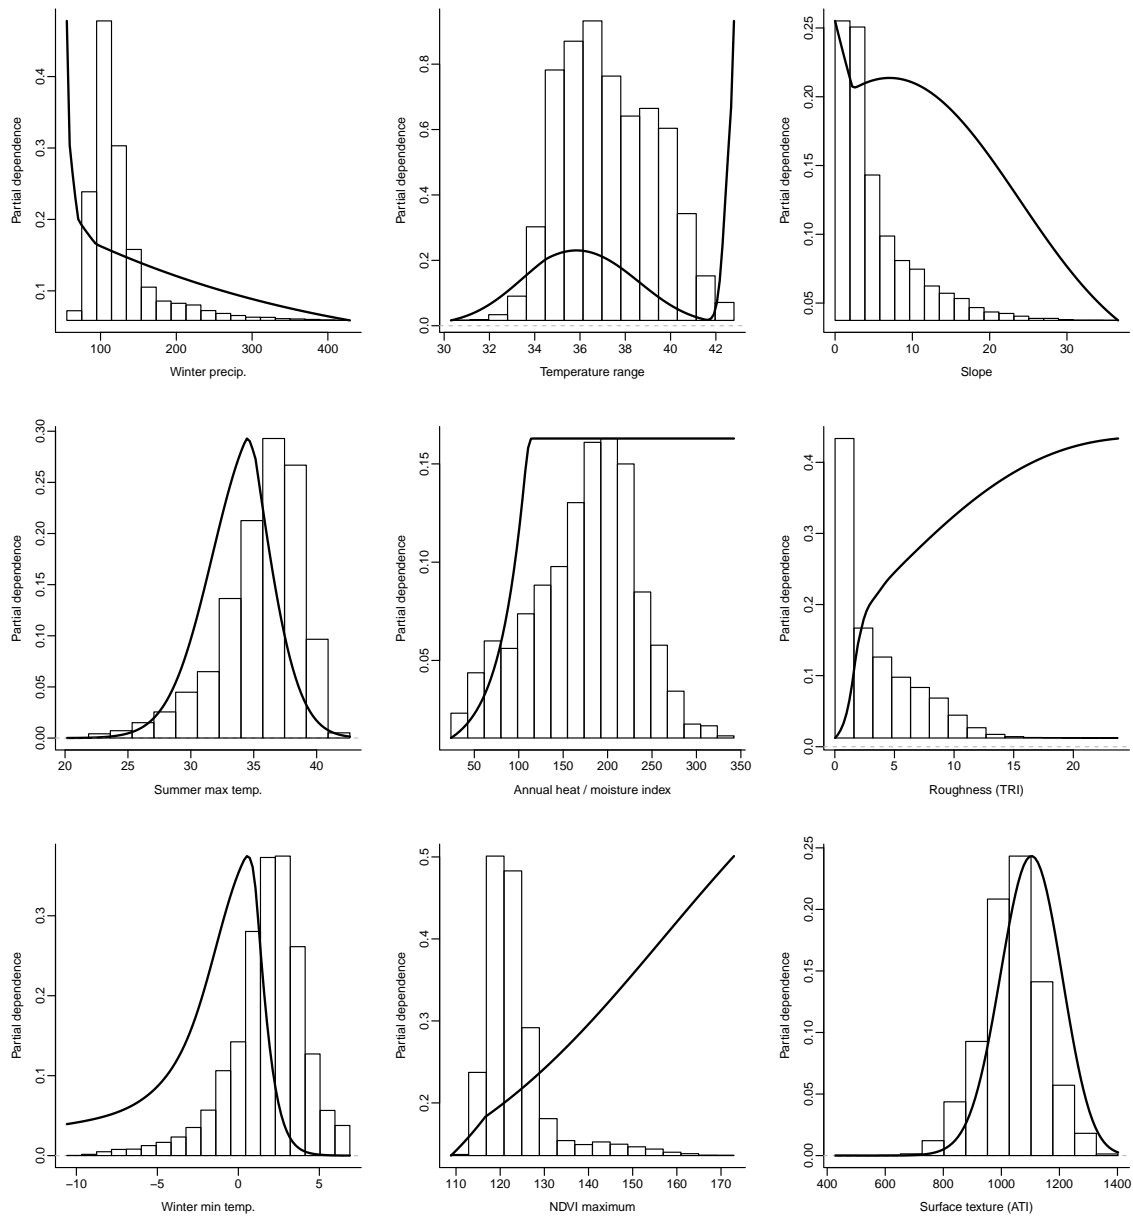 Partial dependence
0.1 0.2 0.3 0.4
100 200 300 400
Winter precip.
Partial dependence
0.0 0.2 0.4 0.6 0.8
30 32 34 36 38 40 42
Temperature range
Partial dependence
0.05 0.10 0.15 0.20 0.25
0 10 20 30
Slope
Partial dependence
0.00 0.05 0.10 0.15 0.20 0.25 0.30
20 25 30 35 40
Summer max temp.
Partial dependence
0.05 0.10 0.15
50 100 150 200 250 300 350
Annual heat / moisture index
Partial dependence
0.0 0.1 0.2 0.3 0.4
0 5 10 15 20
Roughness (TRI)
Partial dependence
0.0 0.1 0.2 0.3
−10 −5 0 5
Winter min temp.
Partial dependence
0.2 0.3 0.4 0.5
110 120 130 140 150 160 170
NDVI maximum
Partial dependence
0.00 0.05 0.10 0.15 0.20 0.25
400 600 800 1000 1200 1400
Surface texture (ATI)